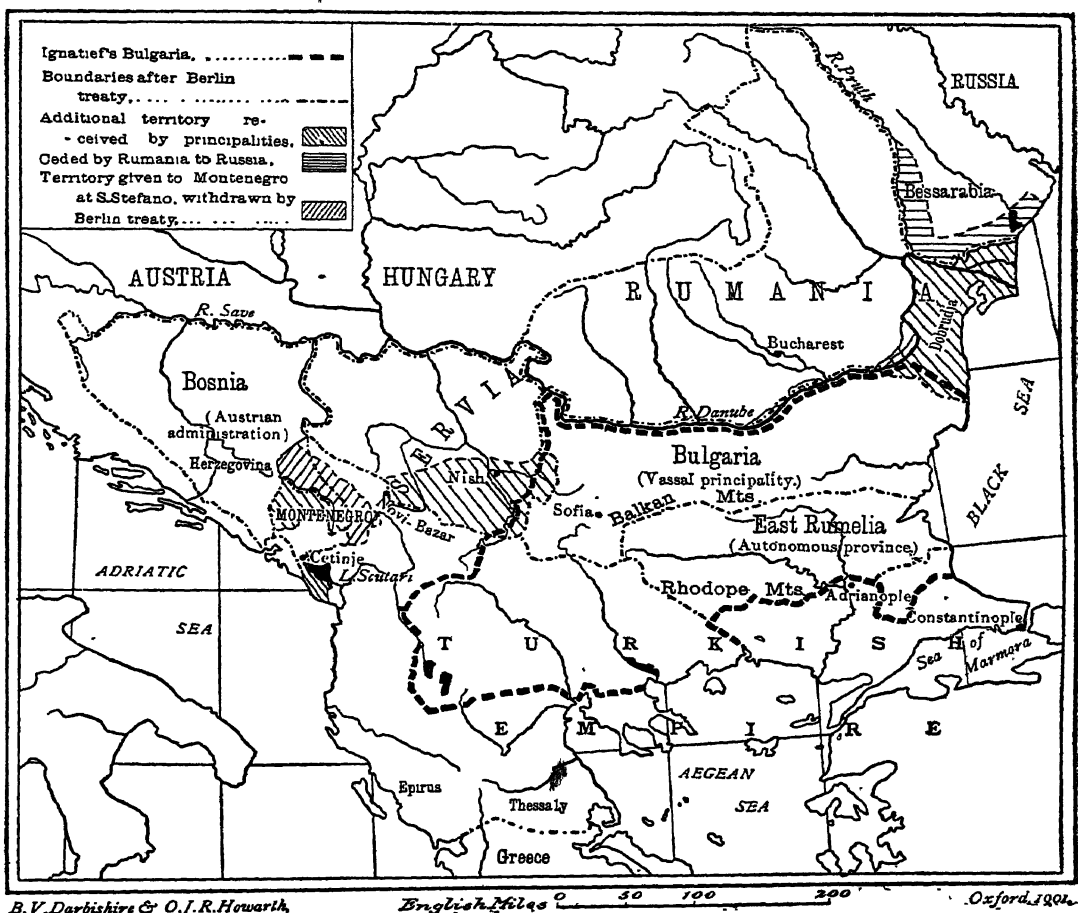 Ignatief's Bulgaria.
Boundaries after Berlin
treaty.
Additional territory re-
-ceived by principalities.
Ceded by Rumania to Russia.
Territory given to Montenegro
at S.Stefano. withdrawn by
Berlin treaty.
R. Pruth
RUSSIA
Bessarabia
AUSTRIA
HUNGARY
RUMANIA
R. Save
Dobrudja
Bucharest
Bosnia
(Austrian
administration)
SERVIA
R. Danube
BLACK SEA
Herzegovina
Nish
Bulgaria
(Vassal principality.)
MONTENEGRO
Novi-Bazar
Sofia
Balkan Mts
East Rumelia
(Autonomous province)
Cetinje
L. Scutari
ADRIATIC
SEA
Rhodope Mts
Adrianople
Constantinople
TURKISH
Sea of Marmora
EMPIRE
Epirus
Thessaly
AEGEAN
SEA
Greece
B.V. Darbishire & O.J.R. Howarth,
English Miles
0 50 100 200